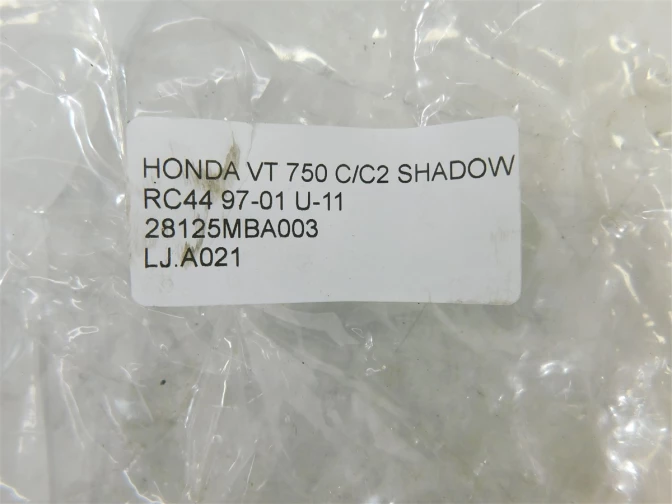 HONDA VT 750 C/C2 SHADOW
RC44 97-01 U-11
28125MBA003
LJ.A021